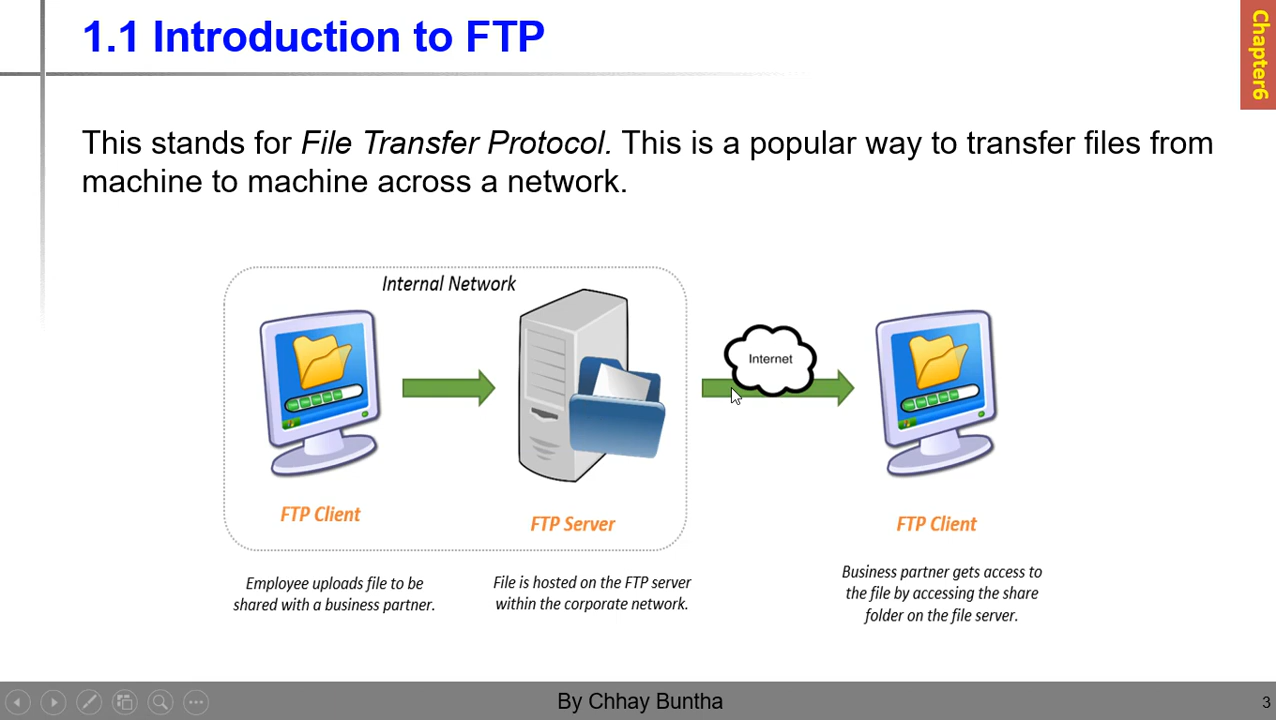 1.1 Introduction to FTP
Chapter6
This stands for File Transfer Protocol. This is a popular way to transfer files from
machine to machine across a network.
Internal Network
Internet
FTP Client
FTP Server
FTP Client
Employee uploads file to be
shared with a business partner.
File is hosted on the FTP server
within the corporate network.
Business partner gets access to
the file by accessing the share
folder on the file server.
By Chhay Buntha
3